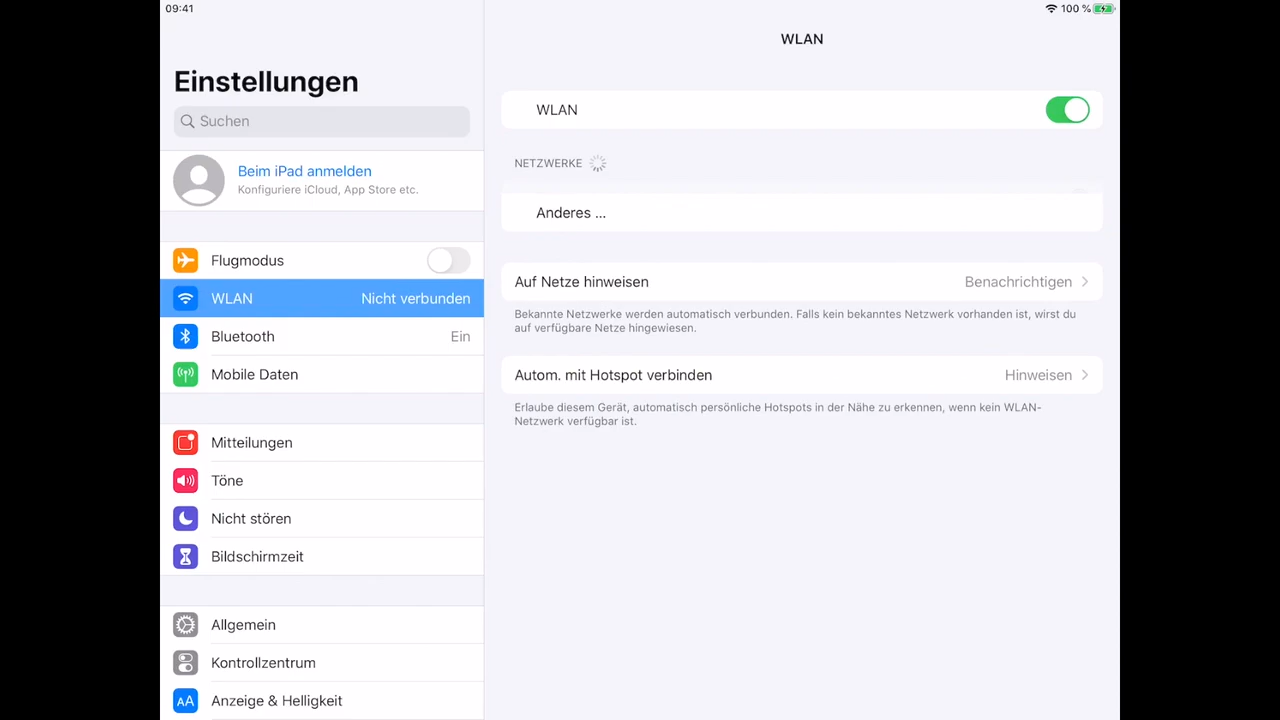 09:41
100 %
Einstellungen
Suchen
Beim iPad anmelden
Konfiguriere iCloud, App Store etc.
Flugmodus
WLAN Nicht verbunden
Bluetooth Ein
Mobile Daten
Mitteilungen
Töne
Nicht stören
Bildschirmzeit
Allgemein
Kontrollzentrum
AA Anzeige & Helligkeit
WLAN
WLAN
NETZWERKE
Anderes ...
Auf Netze hinweisen Benachrichtigen
Bekannte Netzwerke werden automatisch verbunden. Falls kein bekanntes Netzwerk vorhanden ist, wirst du
auf verfügbare Netze hingewiesen.
Autom. mit Hotspot verbinden Hinweisen
Erlaube diesem Gerät, automatisch persönliche Hotspots in der Nähe zu erkennen, wenn kein WLAN-
Netzwerk verfügbar ist.